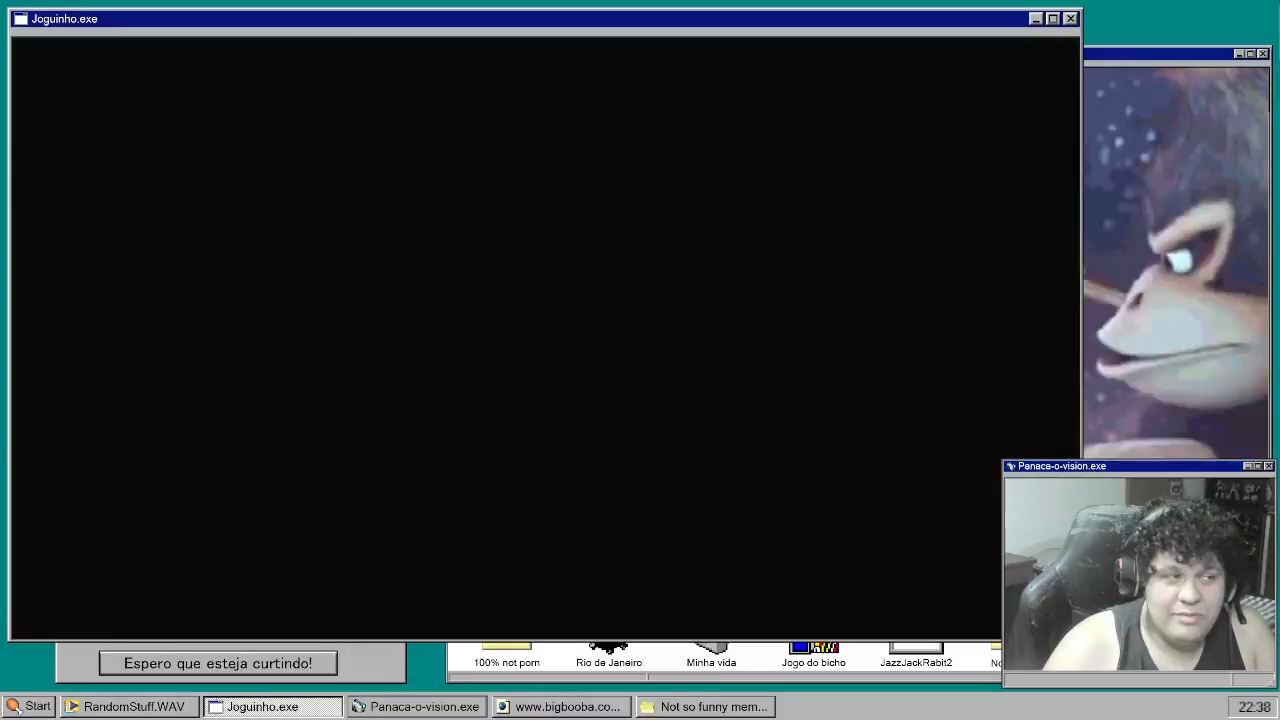 Joguinho.exe
Panaca-o-vision.exe
Espero que esteja curtindo!
100% not porn
Rio de Janeiro
Minha vida
Jogo do bicho
JazzJackRabit2
Start
RandomStuff.WAV
Joguinho.exe
Panaca-o-vision.exe
www.bigbooba.co...
Not so funny mem...
22:38